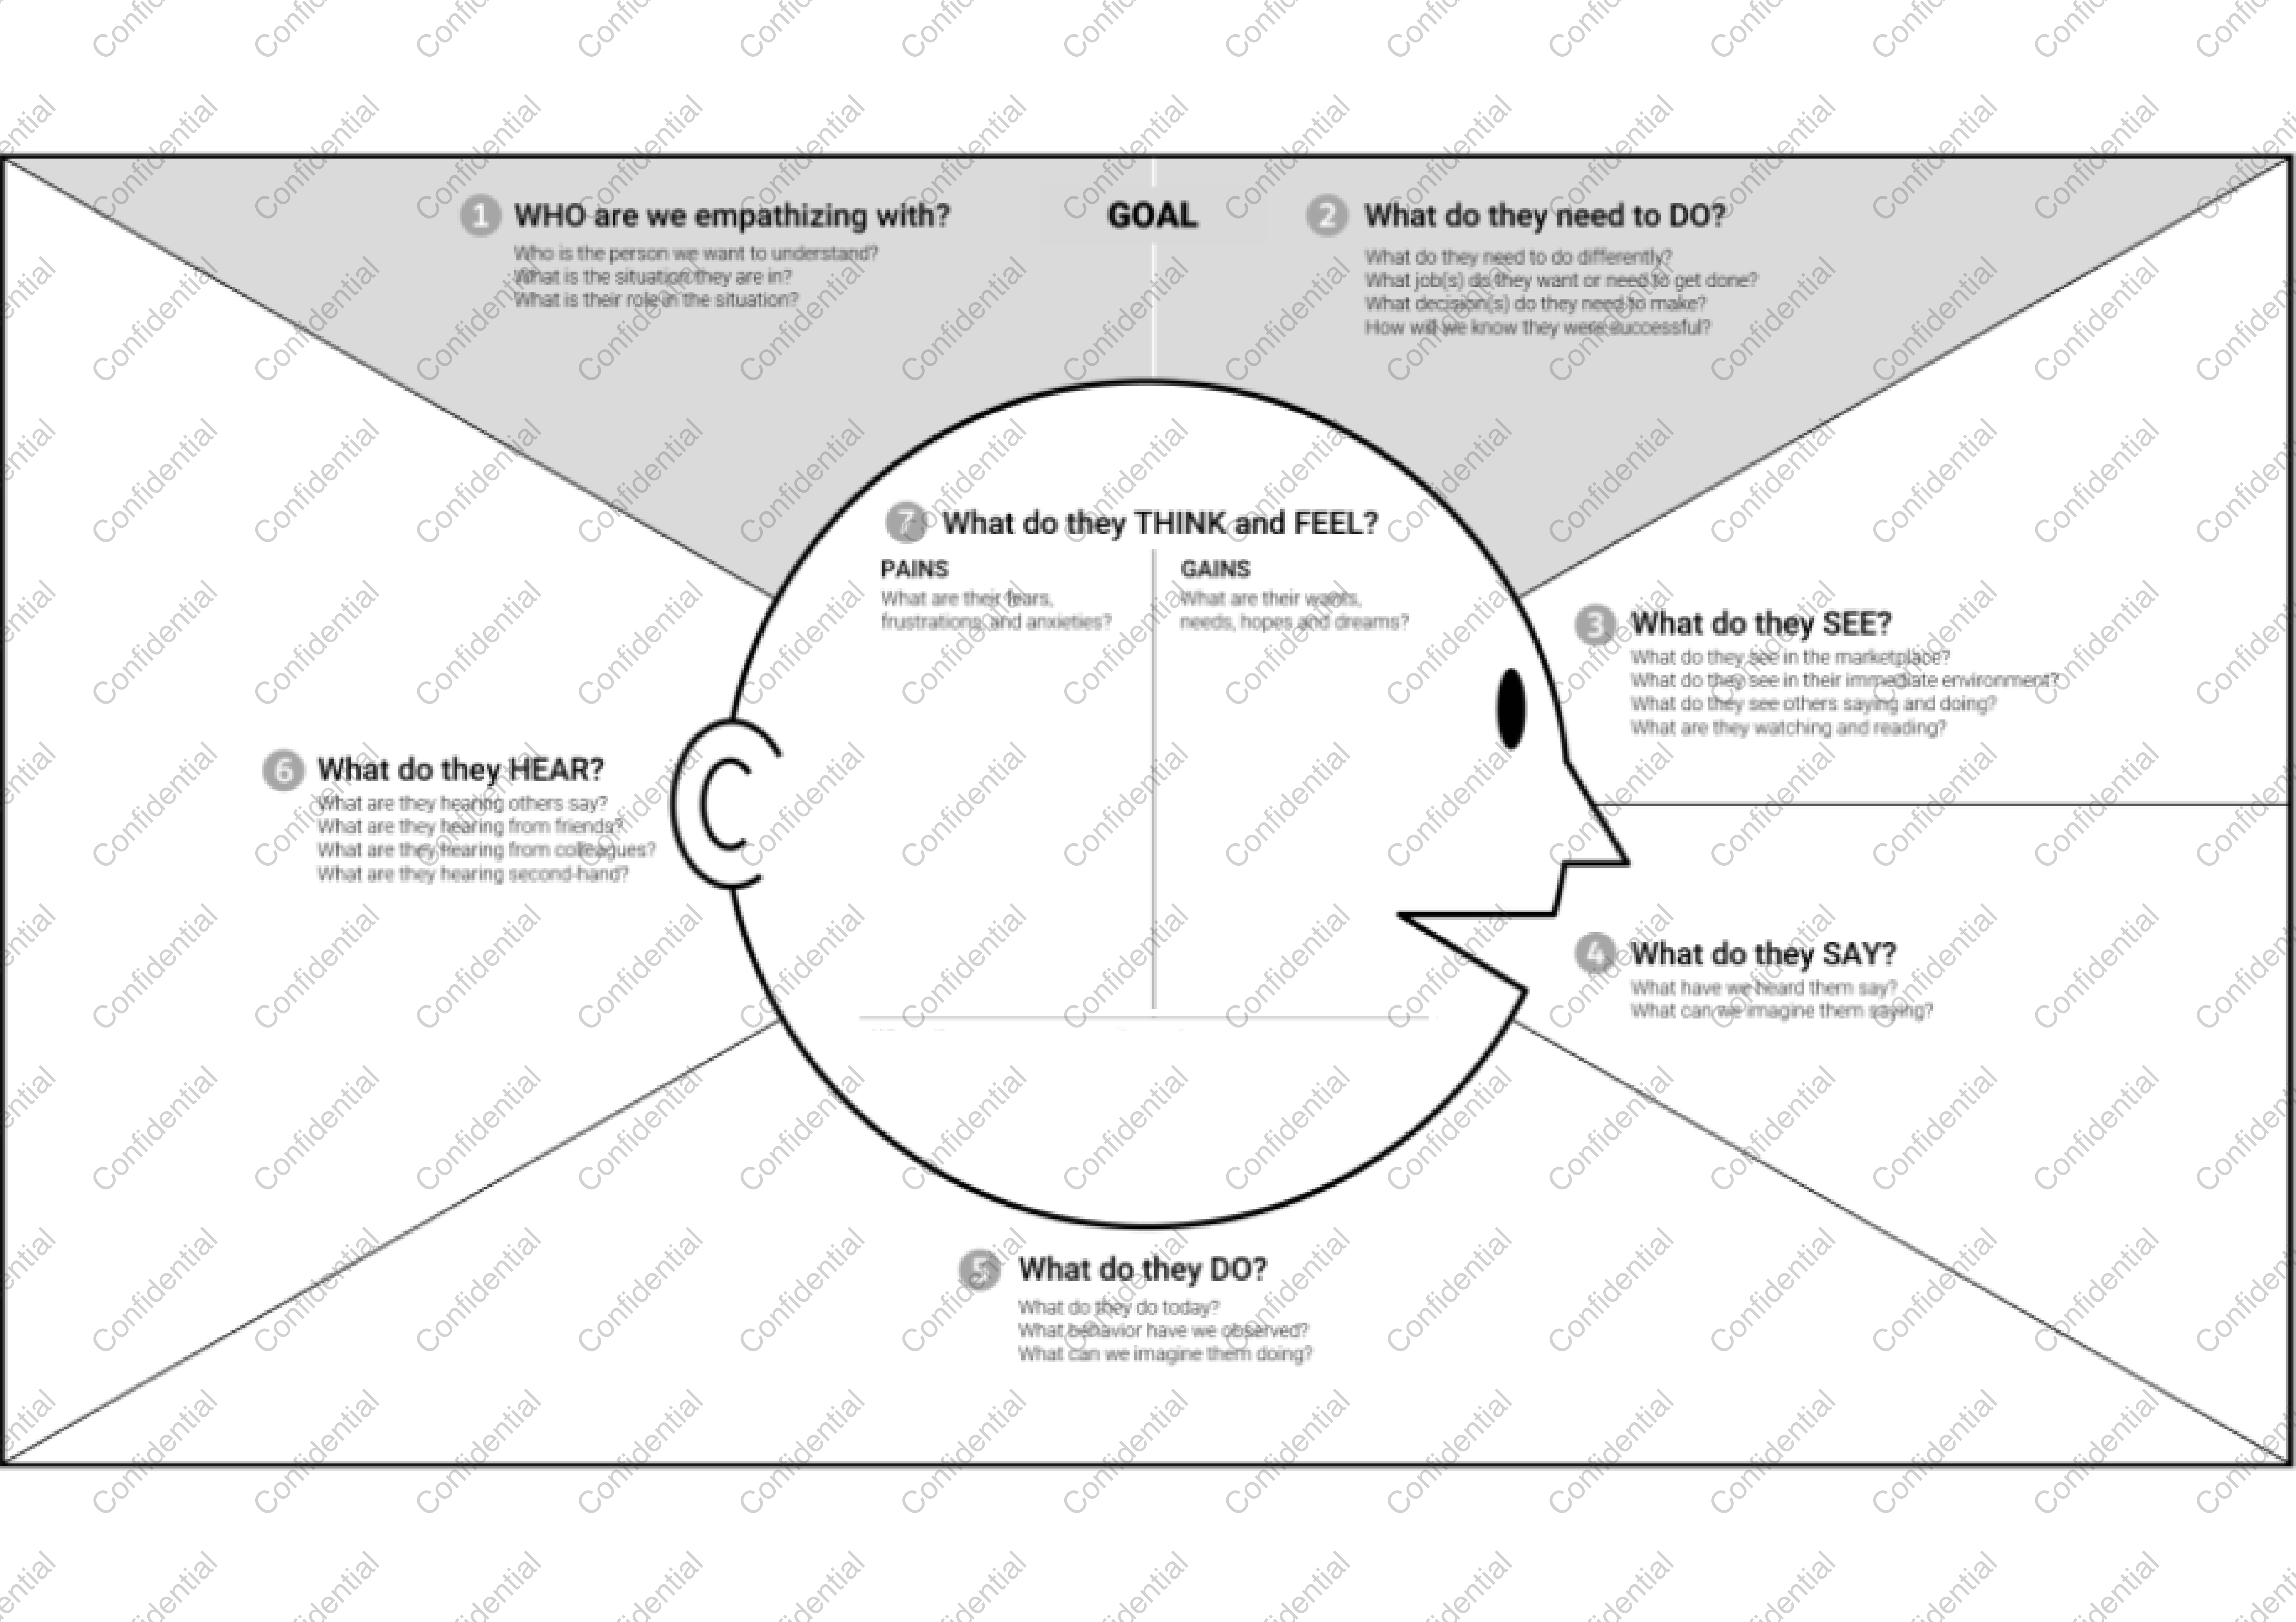 1 WHO are we empathizing with?
Who is the person we want to understand?
What is the situation they are in?
What is their role in the situation?
GOAL
2 What do they need to DO?
What do they need to do differently?
What job(s) do they want or need to get done?
What decision(s) do they need to make?
How will we know they were successful?
7 What do they THINK and FEEL?
PAINS
What are their fears,
frustrations, and anxieties?
GAINS
What are their wants,
needs, hopes and dreams?
3 What do they SEE?
What do they see in the marketplace?
What do they see in their immediate environment?
What do they see others saying and doing?
What are they watching and reading?
6 What do they HEAR?
What are they hearing others say?
What are they hearing from friends?
What are they hearing from colleagues?
What are they hearing second-hand?
4 What do they SAY?
What have we heard them say?
What can we imagine them saying?
5 What do they DO?
What do they do today?
What behavior have we observed?
What can we imagine them doing?
Confidential